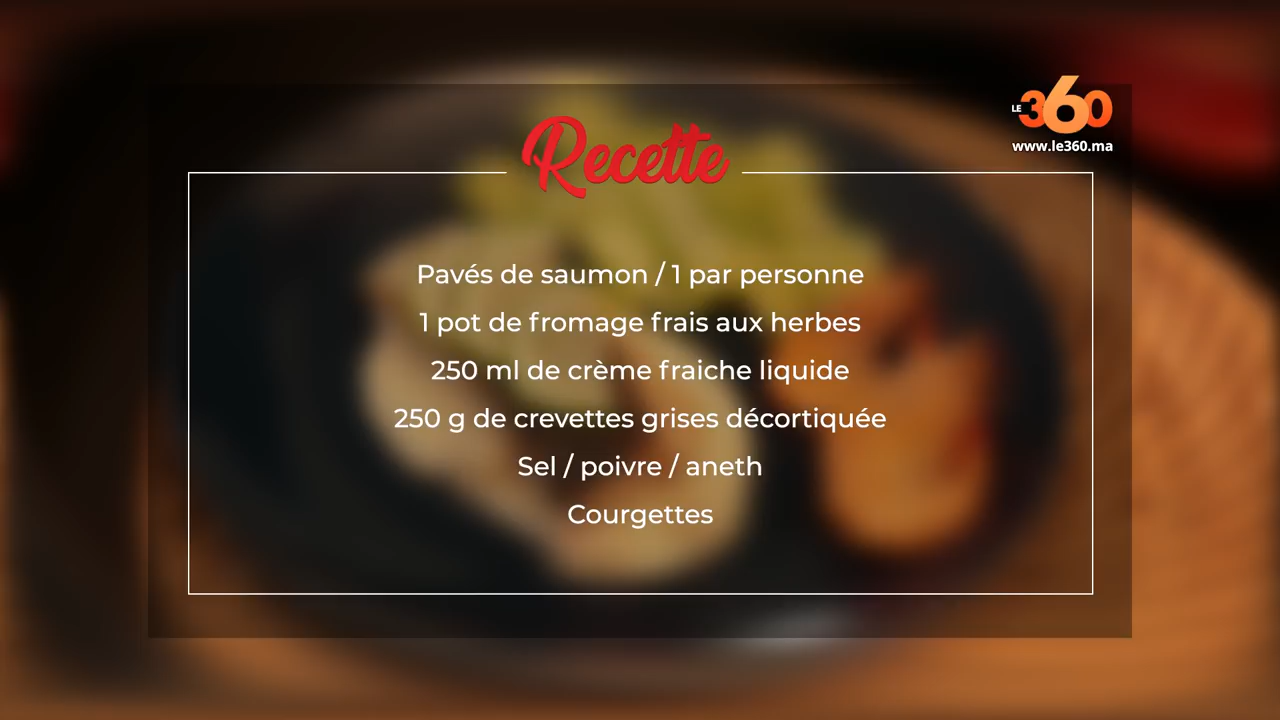 LE 360
www.le360.ma
Recette
Pavés de saumon / 1 par personne
1 pot de fromage frais aux herbes
250 ml de crème fraiche liquide
250 g de crevettes grises décortiquée
Sel / poivre / aneth
Courgettes